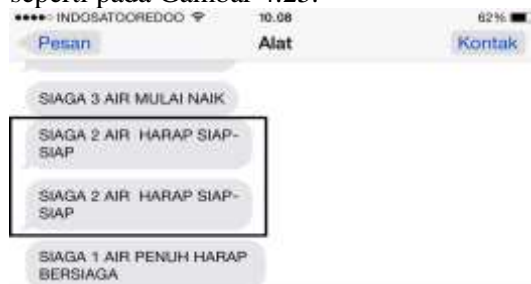 seperti pada Gambar 4.23.
INDOSATOOREDOO 10.08 62%
Pesan Alat Kontak
SIAGA 3 AIR MULAI NAIK
SIAGA 2 AIR HARAP SIAP-
SIAP
SIAGA 2 AIR HARAP SIAP-
SIAP
SIAGA 1 AIR PENUH HARAP
BERSIAGA